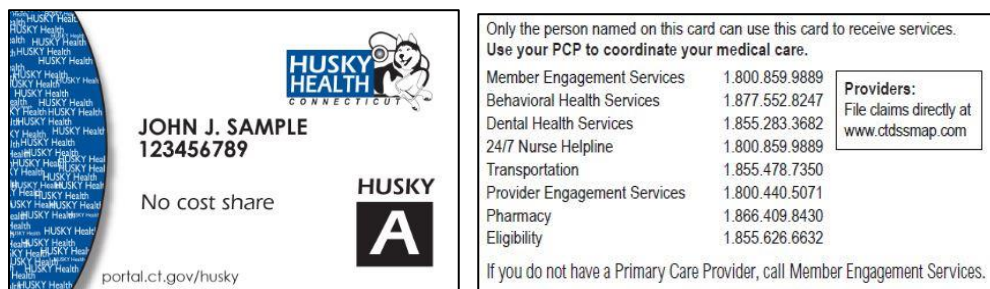 HUSKY
HEALTH
CONNECTICUT
JOHN J. SAMPLE
123456789
No cost share
HUSKY
A
portal.ct.gov/husky
Only the person named on this card can use this card to receive services.
Use your PCP to coordinate your medical care.
Member Engagement Services 1.800.859.9889
Behavioral Health Services 1.877.552.8247
Dental Health Services 1.855.283.3682
24/7 Nurse Helpline 1.800.859.9889
Transportation 1.855.478.7350
Provider Engagement Services 1.800.440.5071
Pharmacy 1.866.409.8430
Eligibility 1.855.626.6632
Providers:
File claims directly at
www.ctdssmap.com
If you do not have a Primary Care Provider, call Member Engagement Services.